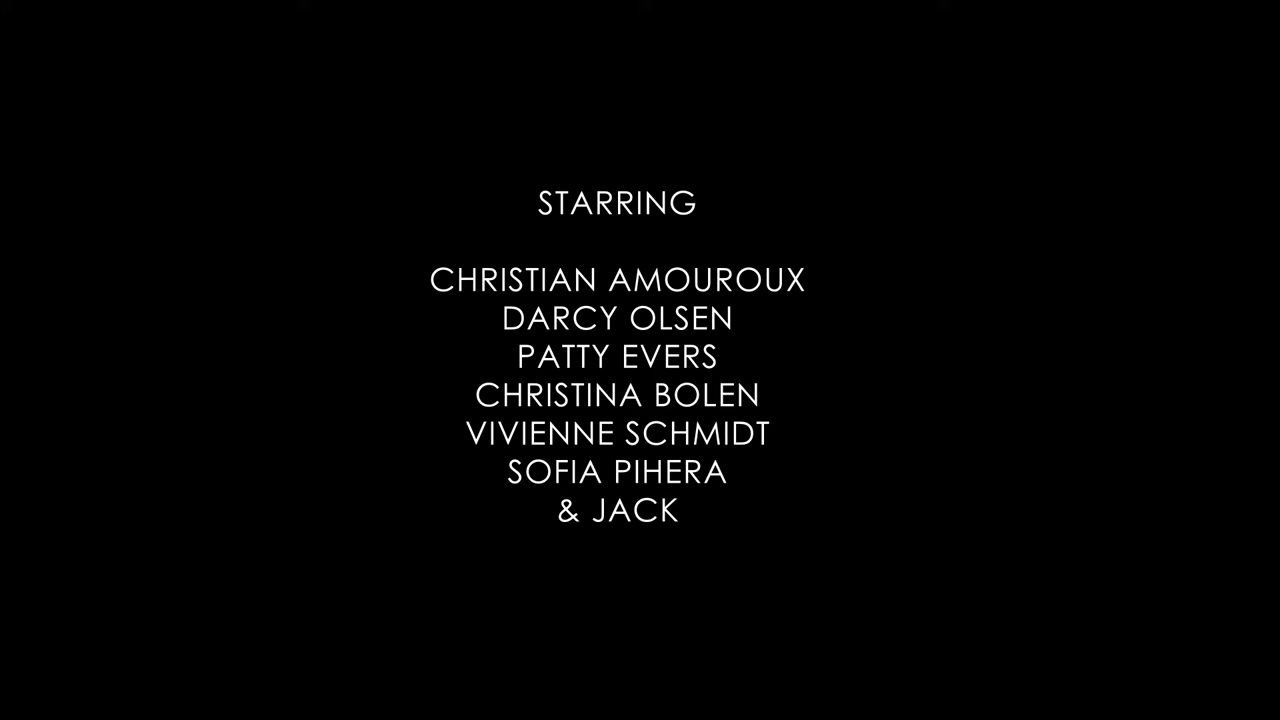 STARRING
CHRISTIAN AMOUROUX
DARCY OLSEN
PATTY EVERS
CHRISTINA BOLEN
VIVIENNE SCHMIDT
SOFIA PIHERA
& JACK